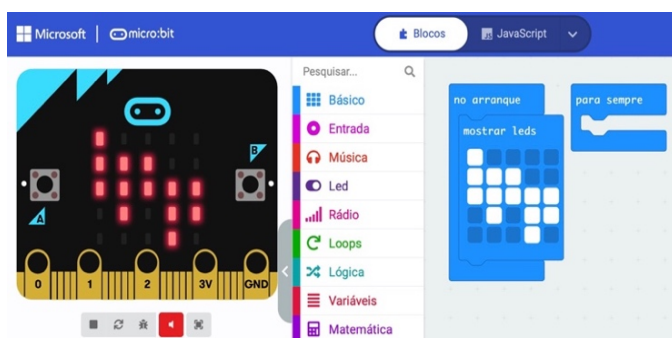 Microsoft | micro:bit
Blocos
JavaScript
Pesquisar...
Básico
Entrada
Música
Led
Rádio
Loops
Lógica
Variáveis
Matemática
A
B
0 1 2 3V GND
no arranque
mostrar leds
para sempre